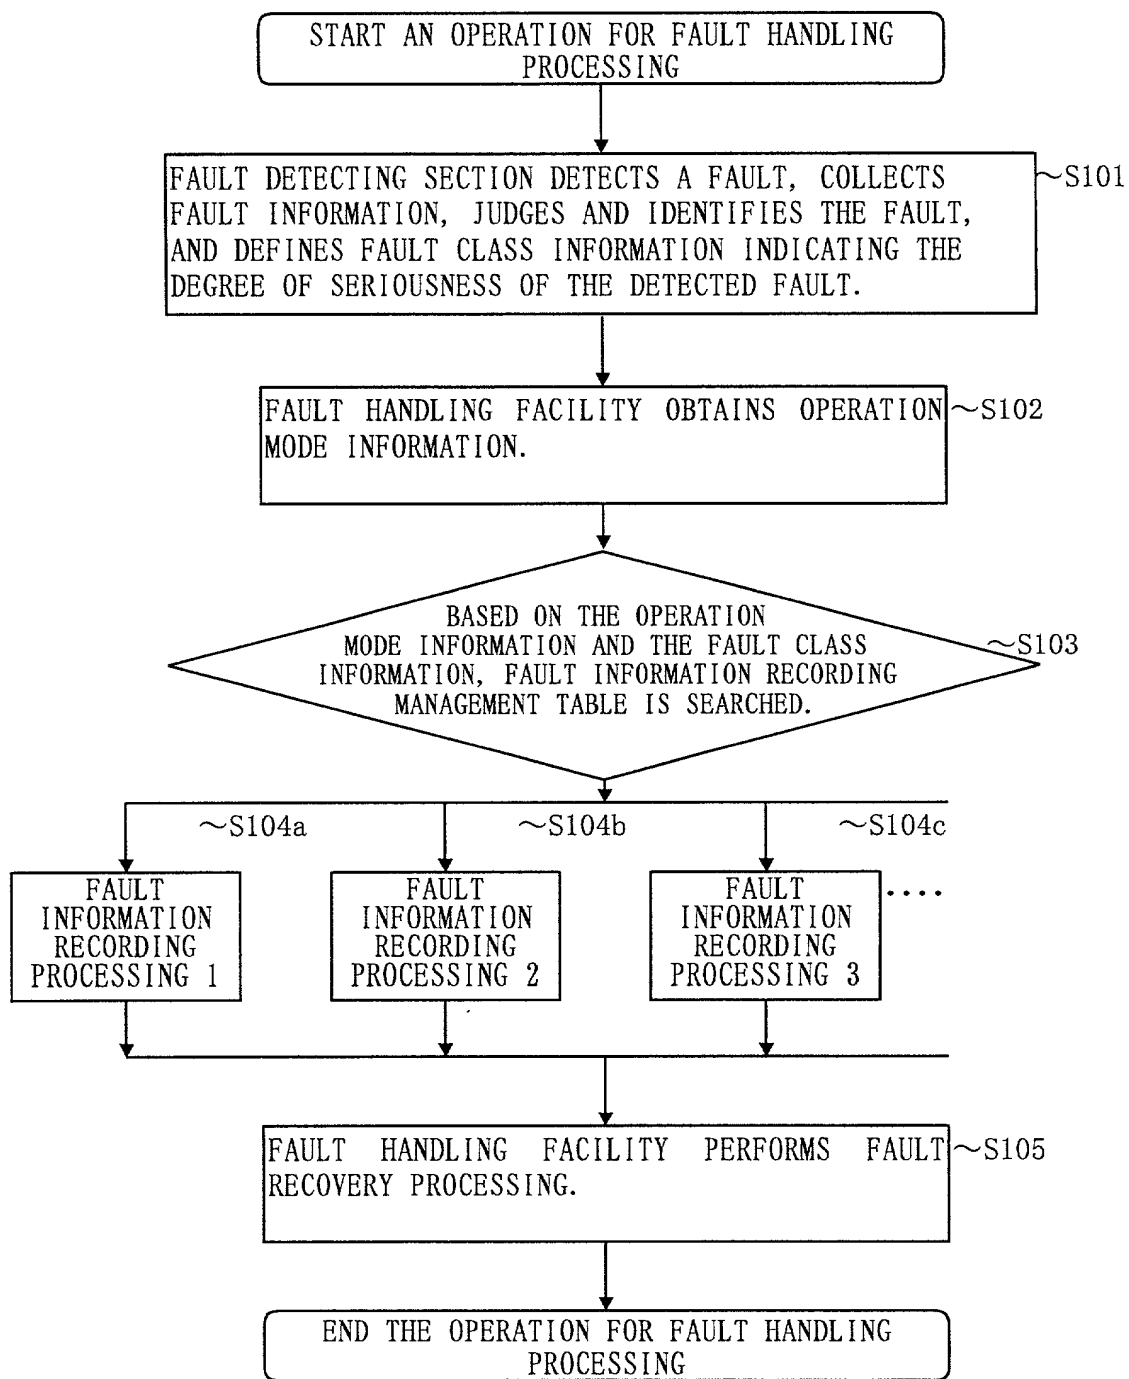 START AN OPERATION FOR FAULT HANDLING
PROCESSING
FAULT DETECTING SECTION DETECTS A FAULT, COLLECTS
FAULT INFORMATION, JUDGES AND IDENTIFIES THE FAULT,
AND DEFINES FAULT CLASS INFORMATION INDICATING THE
DEGREE OF SERIOUSNESS OF THE DETECTED FAULT.
~S101
FAULT HANDLING FACILITY OBTAINS OPERATION
MODE INFORMATION.
~S102
BASED ON THE OPERATION
MODE INFORMATION AND THE FAULT CLASS
INFORMATION, FAULT INFORMATION RECORDING
MANAGEMENT TABLE IS SEARCHED.
~S103
~S104a
~S104b
~S104c
FAULT
INFORMATION
RECORDING
PROCESSING 1
FAULT
INFORMATION
RECORDING
PROCESSING 2
FAULT
INFORMATION
RECORDING
PROCESSING 3
....
FAULT HANDLING FACILITY PERFORMS FAULT
RECOVERY PROCESSING.
~S105
END THE OPERATION FOR FAULT HANDLING
PROCESSING